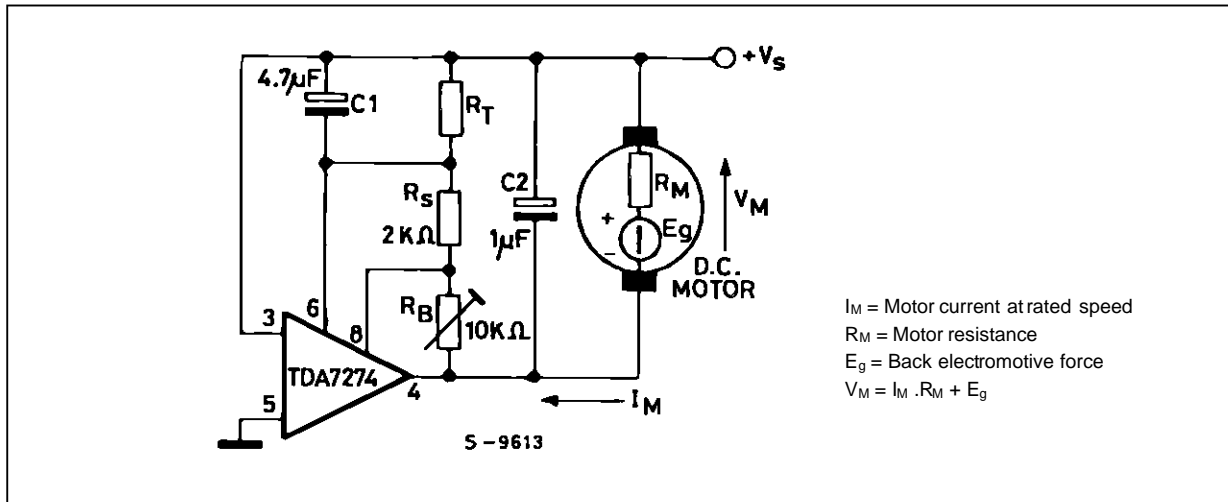 +Vs
4.7µF
C1
RT
RM
VM
C2
Rs
+
Eg
2KΩ
1µF
-
D.C.
MOTOR
6
RB
3
8
10KΩ
TDA7274
4
5
IM
S-9613
IM = Motor current at rated speed
RM = Motor resistance
Eg = Back electromotive force
VM = IM .RM + Eg